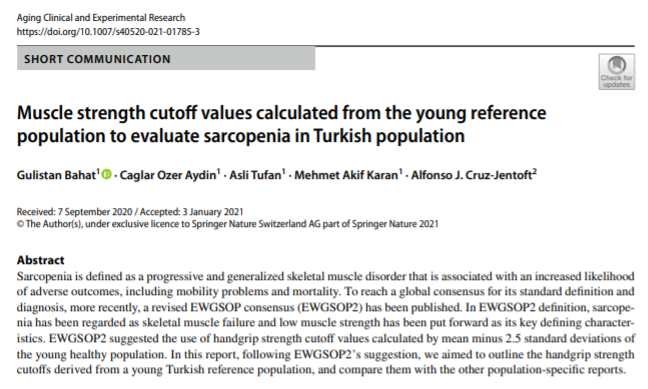 Aging Clinical and Experimental Research
https://doi.org/10.1007/s40520-021-01785-3
SHORT COMMUNICATION
Check for
updates
Muscle strength cutoff values calculated from the young reference
population to evaluate sarcopenia in Turkish population
Gulistan Bahat¹ · Caglar Ozer Aydin¹ · Asli Tufan¹ · Mehmet Akif Karan¹ · Alfonso J. Cruz-Jentoft²
Received: 7 September 2020 / Accepted: 3 January 2021
© The Author(s), under exclusive licence to Springer Nature Switzerland AG part of Springer Nature 2021
Abstract
Sarcopenia is defined as a progressive and generalized skeletal muscle disorder that is associated with an increased likelihood
of adverse outcomes, including mobility problems and mortality. To reach a global consensus for its standard definition and
diagnosis, more recently, a revised EWGSOP consensus (EWGSOP2) has been published. In EWGSOP2 definition, sarcope-
nia has been regarded as skeletal muscle failure and low muscle strength has been put forward as its key defining character-
istics. EWGSOP2 suggested the use of handgrip strength cutoff values calculated by mean minus 2.5 standard deviations of
the young healthy population. In this report, following EWGSOP2's suggestion, we aimed to outline the handgrip strength
cutoffs derived from a young Turkish reference population, and compare them with the other population-specific reports.